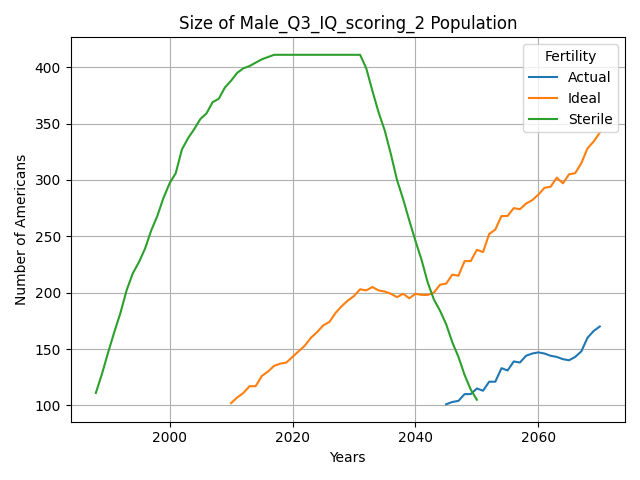 Size of Male_Q3_IQ_scoring_2 Population
Number of Americans
400
350
300
250
200
150
100
Fertility
Actual
Ideal
Sterile
2000
2020
2040
2060
Years